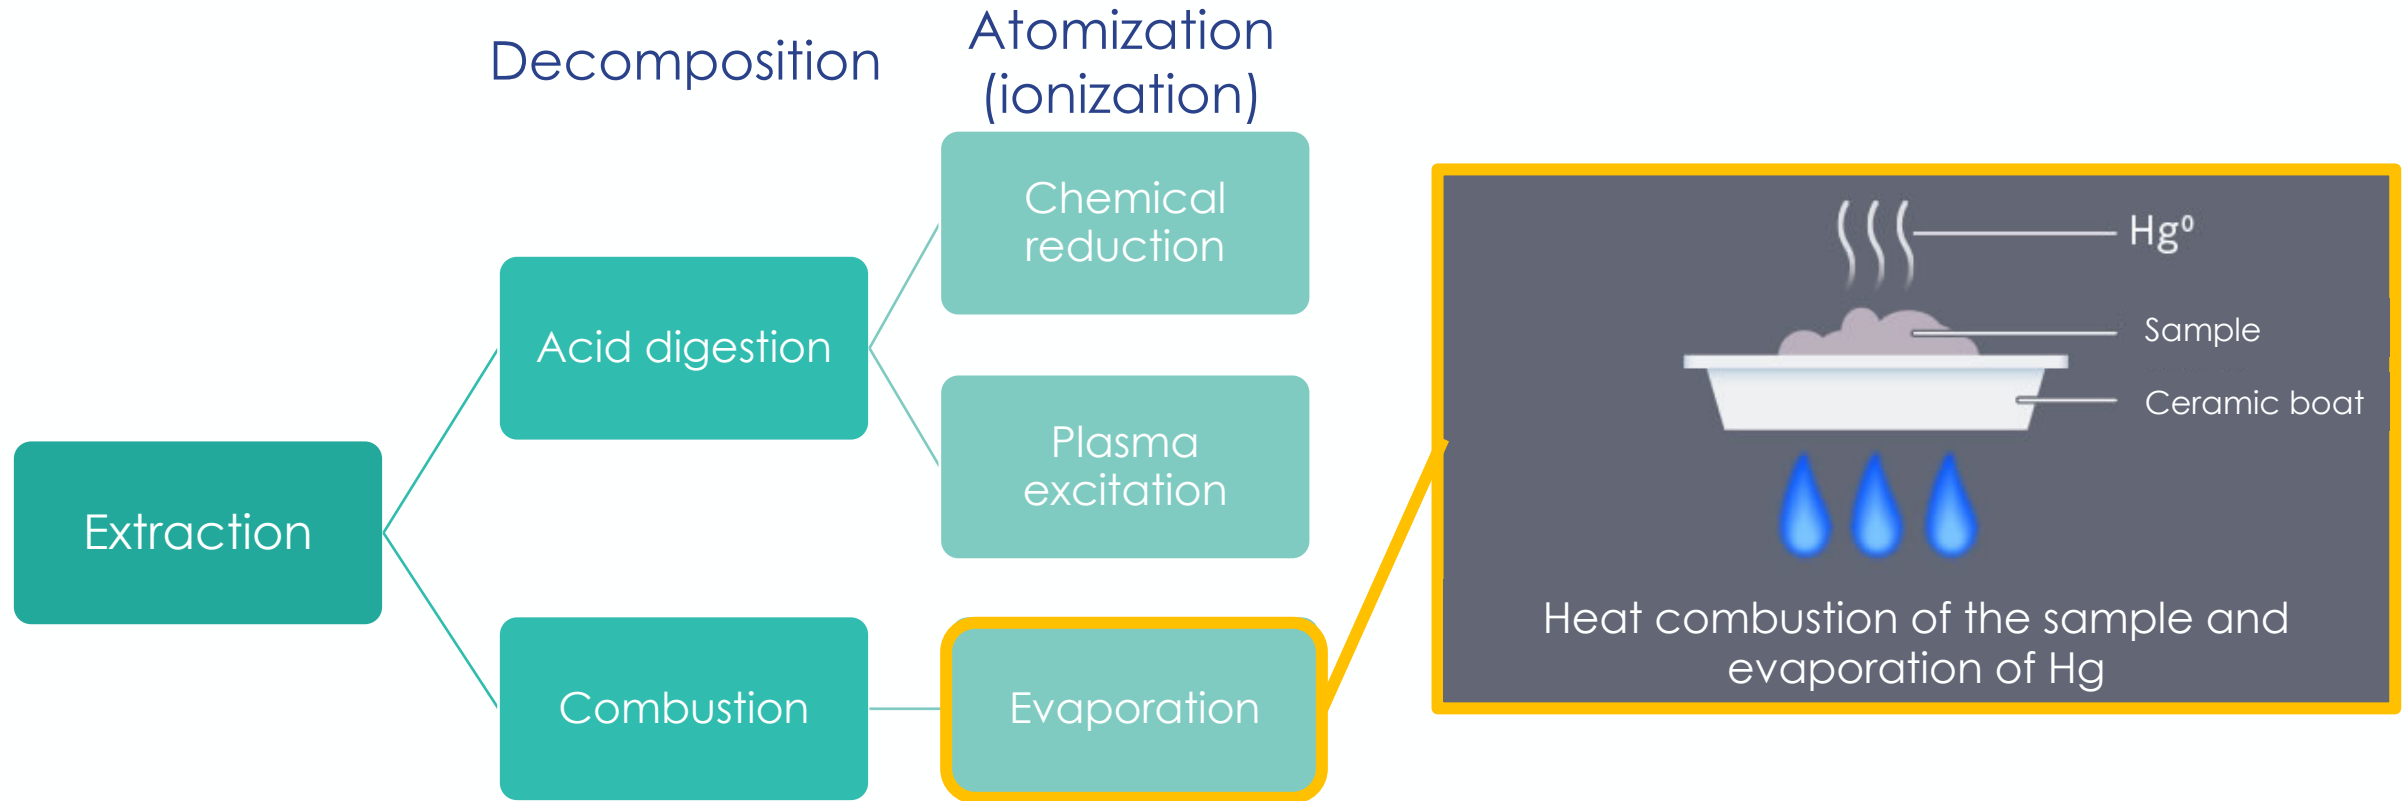 Decomposition
Atomization
(ionization)
Extraction
Acid digestion
Combustion
Chemical
reduction
Plasma
excitation
Evaporation
Hg⁰
Sample
Ceramic boat
Heat combustion of the sample and
evaporation of Hg